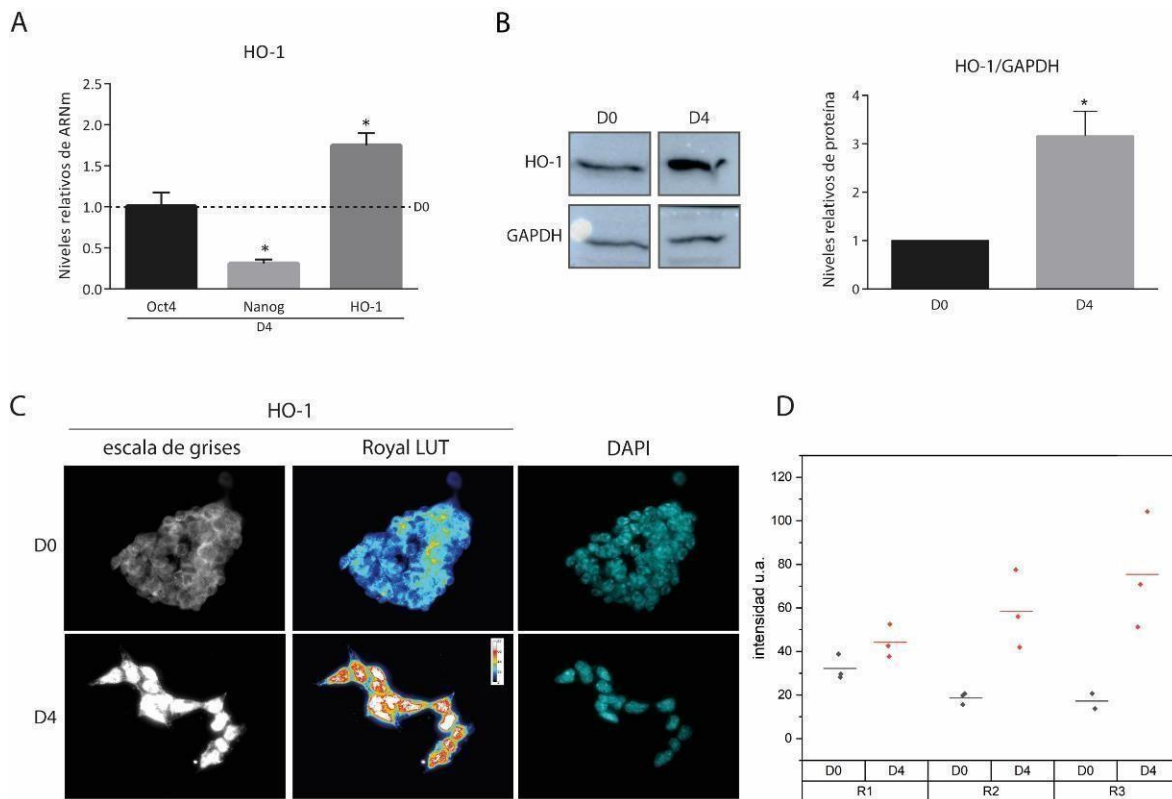 A
HO-1
Niveles relativos de ARNm
2.5
2.0
1.5
1.0
0.5
0.0
*
*
D0
Oct4 Nanog HO-1
D4
B
D0 D4
HO-1
GAPDH
HO-1/GAPDH
Niveles relativos de proteína
4
3
2
1
0
*
D0 D4
C
HO-1
escala de grises Royal LUT DAPI
D0
D4
D
intensidad u.a.
120
100
80
60
40
20
0
D0 D4 D0 D4 D0 D4
R1 R2 R3